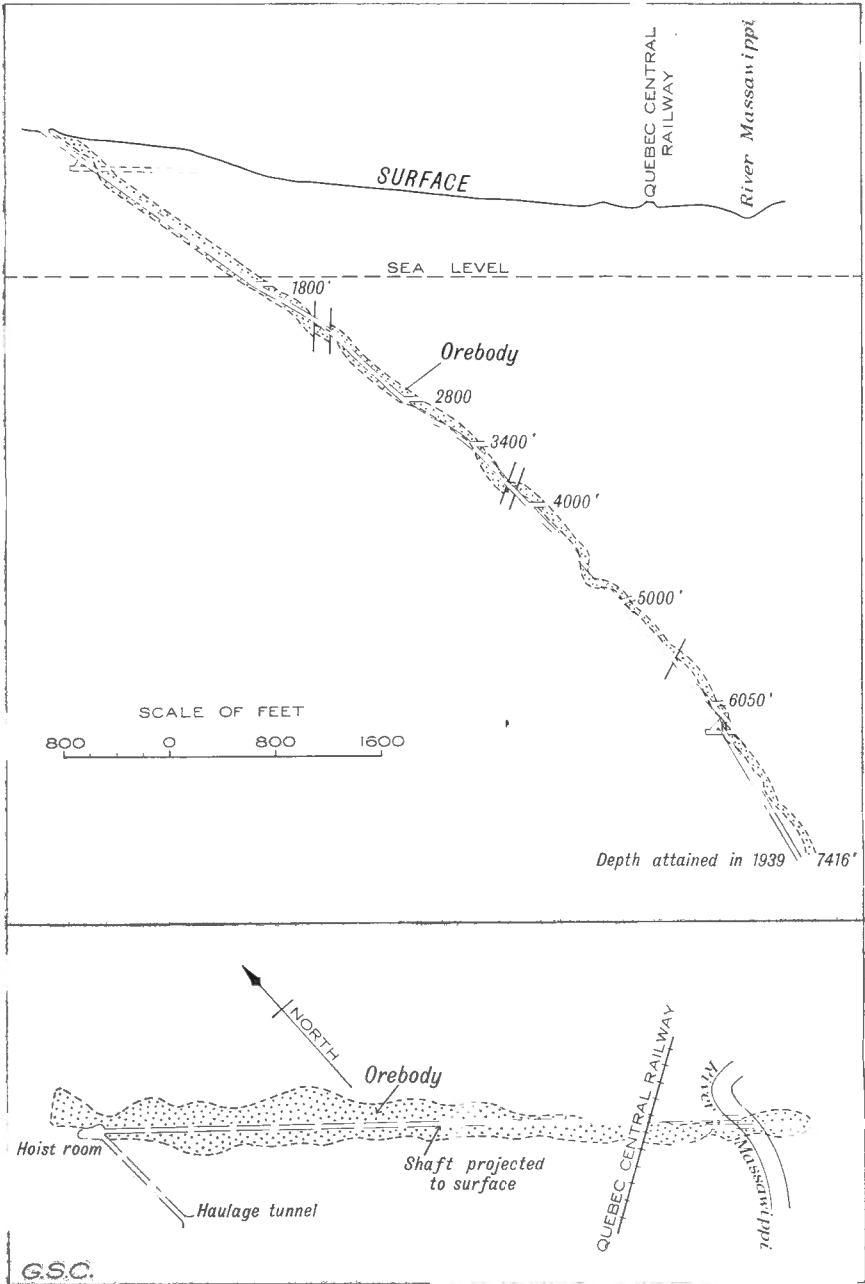 QUEBEC CENTRAL
RAILWAY
River Massawippi
SURFACE
SEA LEVEL
1800'
Orebody
2800
3400'
4000'
5000'
6050'
SCALE OF FEET
800 0 800 1600
Depth attained in 1939 7416'
NORTH
Orebody
Hoist room
Shaft projected
to surface
Haulage tunnel
QUEBEC CENTRAL RAILWAY
River Massawippi
G.S.C.